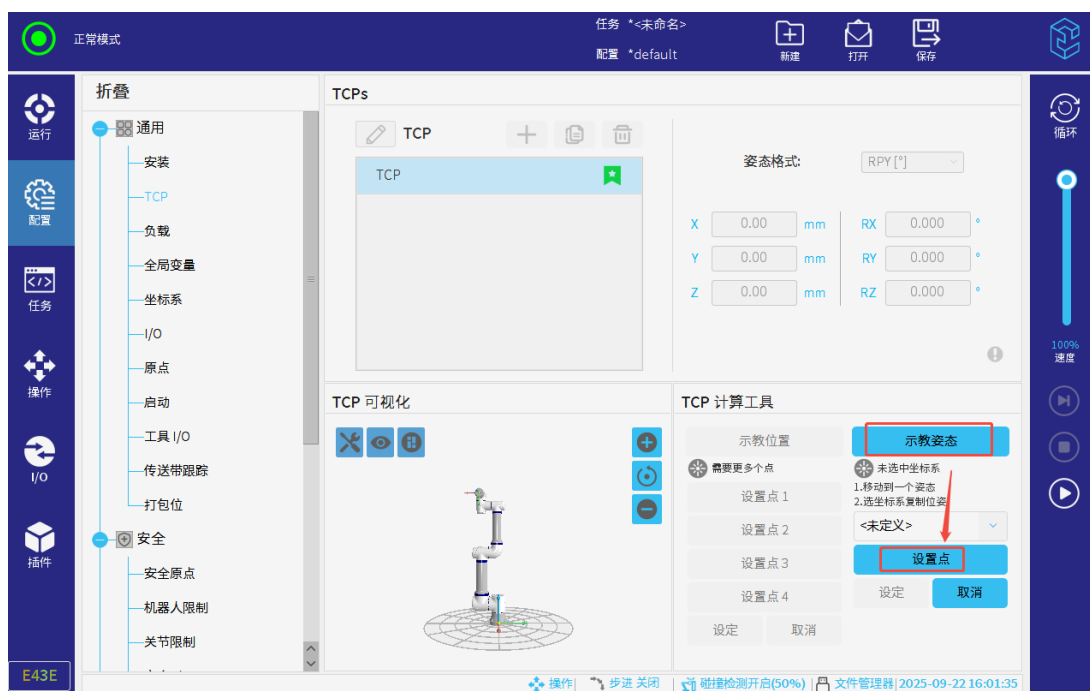 正常模式
任务 *<未命名>
配置 *default
新建
打开
保存
运行
配置
任务
操作
I/O
插件
E43E
折叠
通用
安装
TCP
负载
全局变量
坐标系
I/O
原点
启动
工具 I/O
传送带跟踪
打包位
安全
安全原点
机器人限制
关节限制
TCPs
TCP
TCP
姿态格式: RPY [°]
X 0.00 mm RX 0.000 °
Y 0.00 mm RY 0.000 °
Z 0.00 mm RZ 0.000 °
TCP 可视化
TCP 计算工具
示教位置
需要更多个点
设置点 1
设置点 2
设置点 3
设置点 4
设定 取消
示教姿态
未选中坐标系
1.移动到一个姿态
2.选坐标系复制位姿
<未定义>
设置点
设定 取消
循环
100%
速度
操作| 步进 关闭 | 碰撞检测开启(50%) | 文件管理器| 2025-09-22 16:01:35